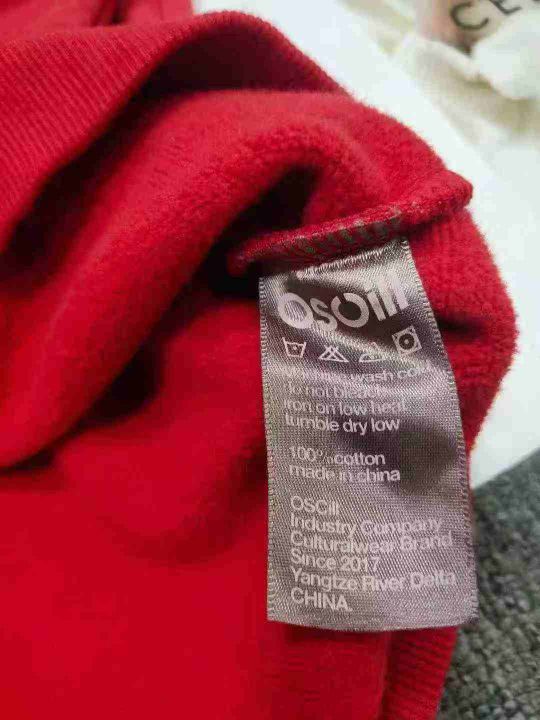 CE
OSCill
wash cold
do not bleach
iron on low heat
tumble dry low
100% cotton
made in china
OSCill
Industry Company
Culturalwear Brand
Since 2017
Yangtze River Delta
CHINA.